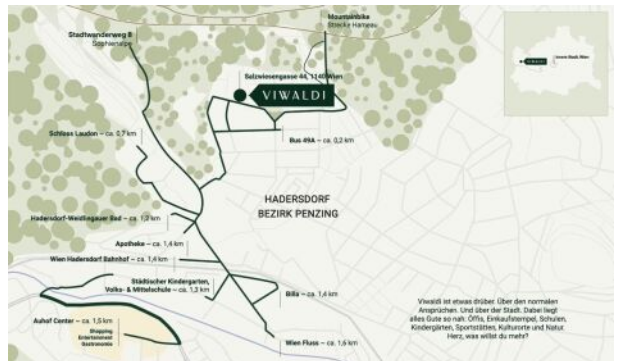 Mountainbike
Strecke Hameau
Stadtwanderweg 8
Sophienalpe
Salzwiesengasse 44, 1140 Wien
VIWALDI
VIWALDI
Innere Stadt, Wien
Schloss Laudon – ca. 0,7 km
Bus 49A – ca. 0,2 km
HADERSDORF
BEZIRK PENZING
Hadersdorf-Weidlingauer Bad – ca. 1,2 km
Apotheke – ca. 1,4 km
Wien Hadersdorf Bahnhof – ca. 1,4 km
Städtischer Kindergarten,
Volks- & Mittelschule – ca. 1,3 km
Billa – ca. 1,4 km
Auhof Center – ca. 1,5 km
Shopping
Entertainment
Gastronomie
Wien Fluss – ca. 1,6 km
Viwaldi ist etwas drüber. Über den normalen
Ansprüchen. Und über der Stadt. Dabei liegt
alles Gute so nah: Öffis, Einkaufstempel, Schulen,
Kindergärten, Sportstätten, Kulturorte und Natur.
Herz, was willst du mehr?